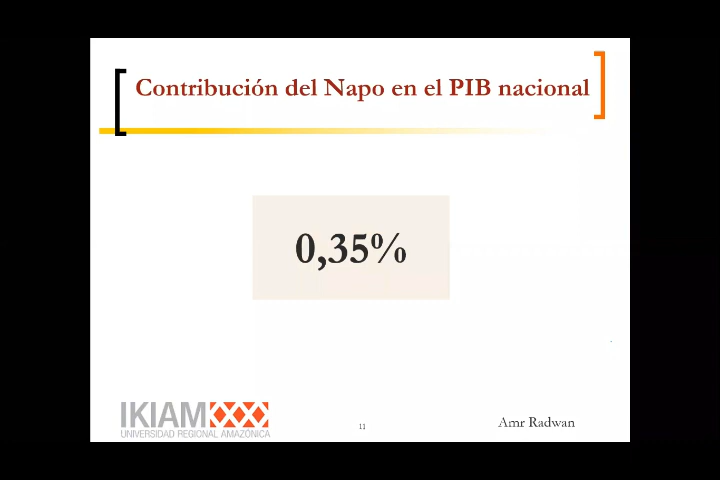 Contribución del Napo en el PIB nacional
0,35%
IKIAM
UNIVERSIDAD REGIONAL AMAZÓNICA
11
Amr Radwan